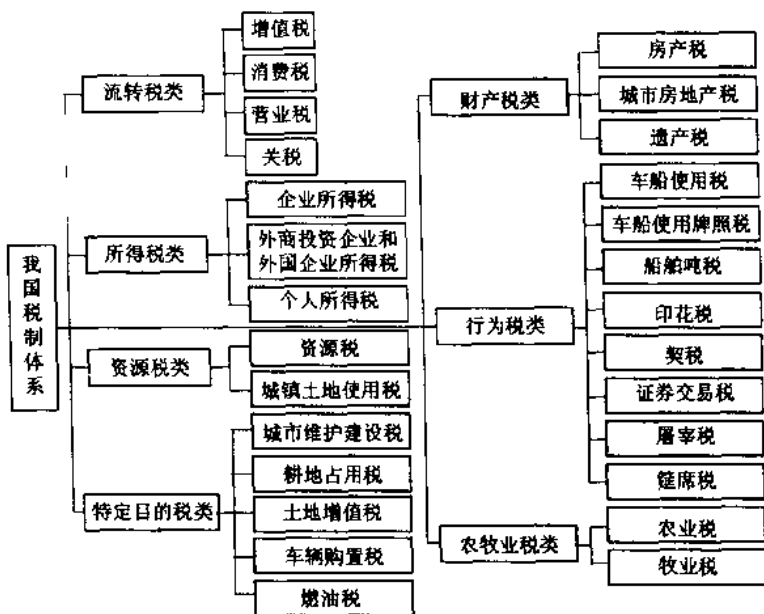 我国税制体系
流转税类
增值税
消费税
营业税
关税
所得税类
企业所得税
外商投资企业和
外国企业所得税
个人所得税
资源税类
资源税
城镇土地使用税
特定目的税类
城市维护建设税
耕地占用税
土地增值税
车辆购置税
燃油税
财产税类
房产税
城市房地产税
遗产税
行为税类
车船使用税
车船使用牌照税
船舶吨税
印花税
契税
证券交易税
屠宰税
筵席税
农牧业税类
农业税
牧业税